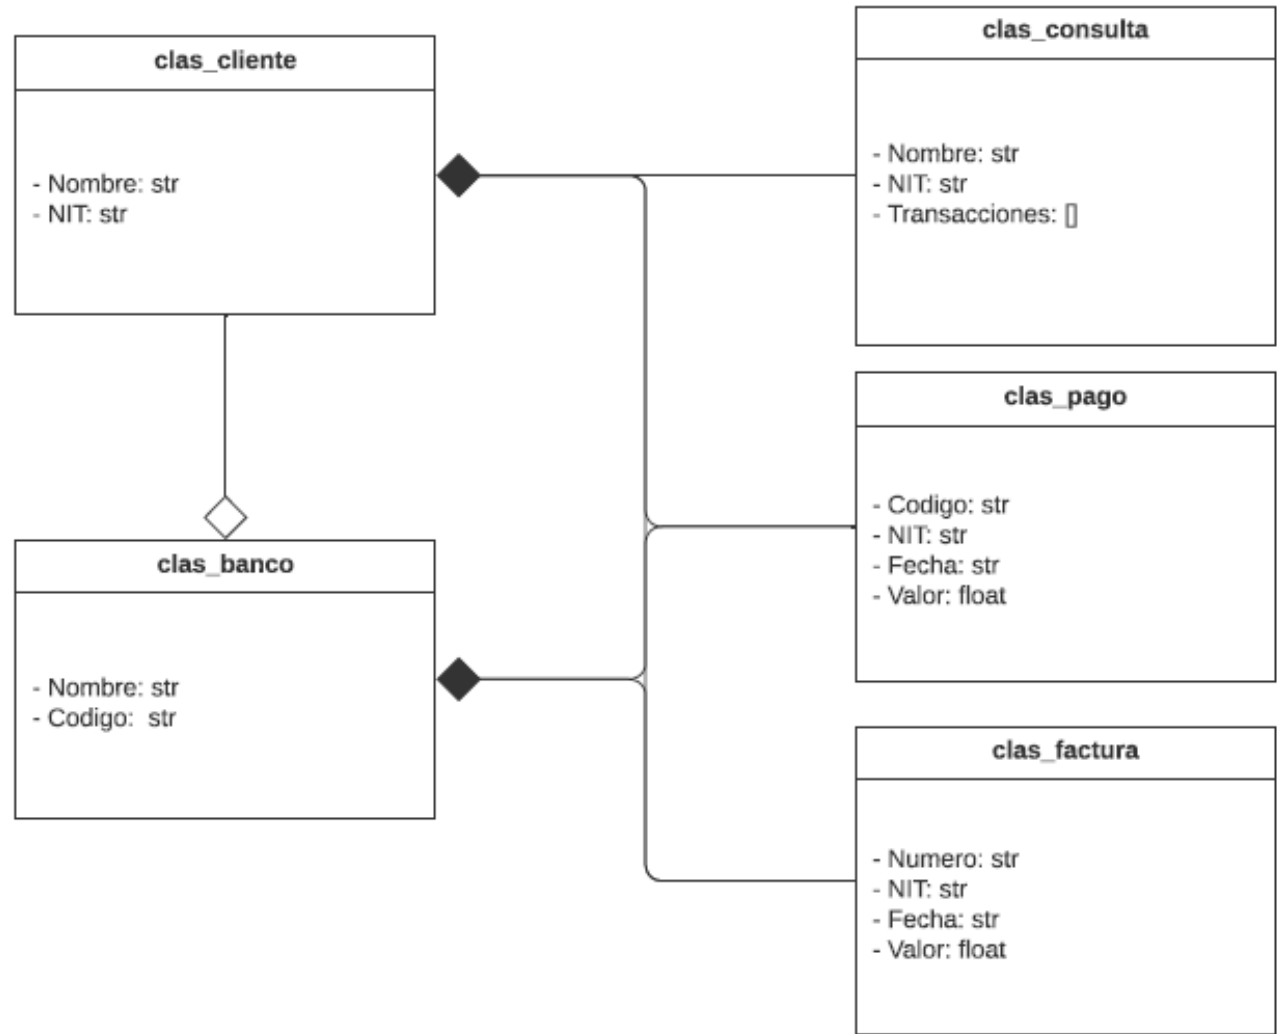 clas_cliente
- Nombre: str
- NIT: str
clas_banco
- Nombre: str
- Codigo:  str
clas_consulta
- Nombre: str
- NIT: str
- Transacciones: []
clas_pago
- Codigo: str
- NIT: str
- Fecha: str
- Valor: float
clas_factura
- Numero: str
- NIT: str
- Fecha: str
- Valor: float